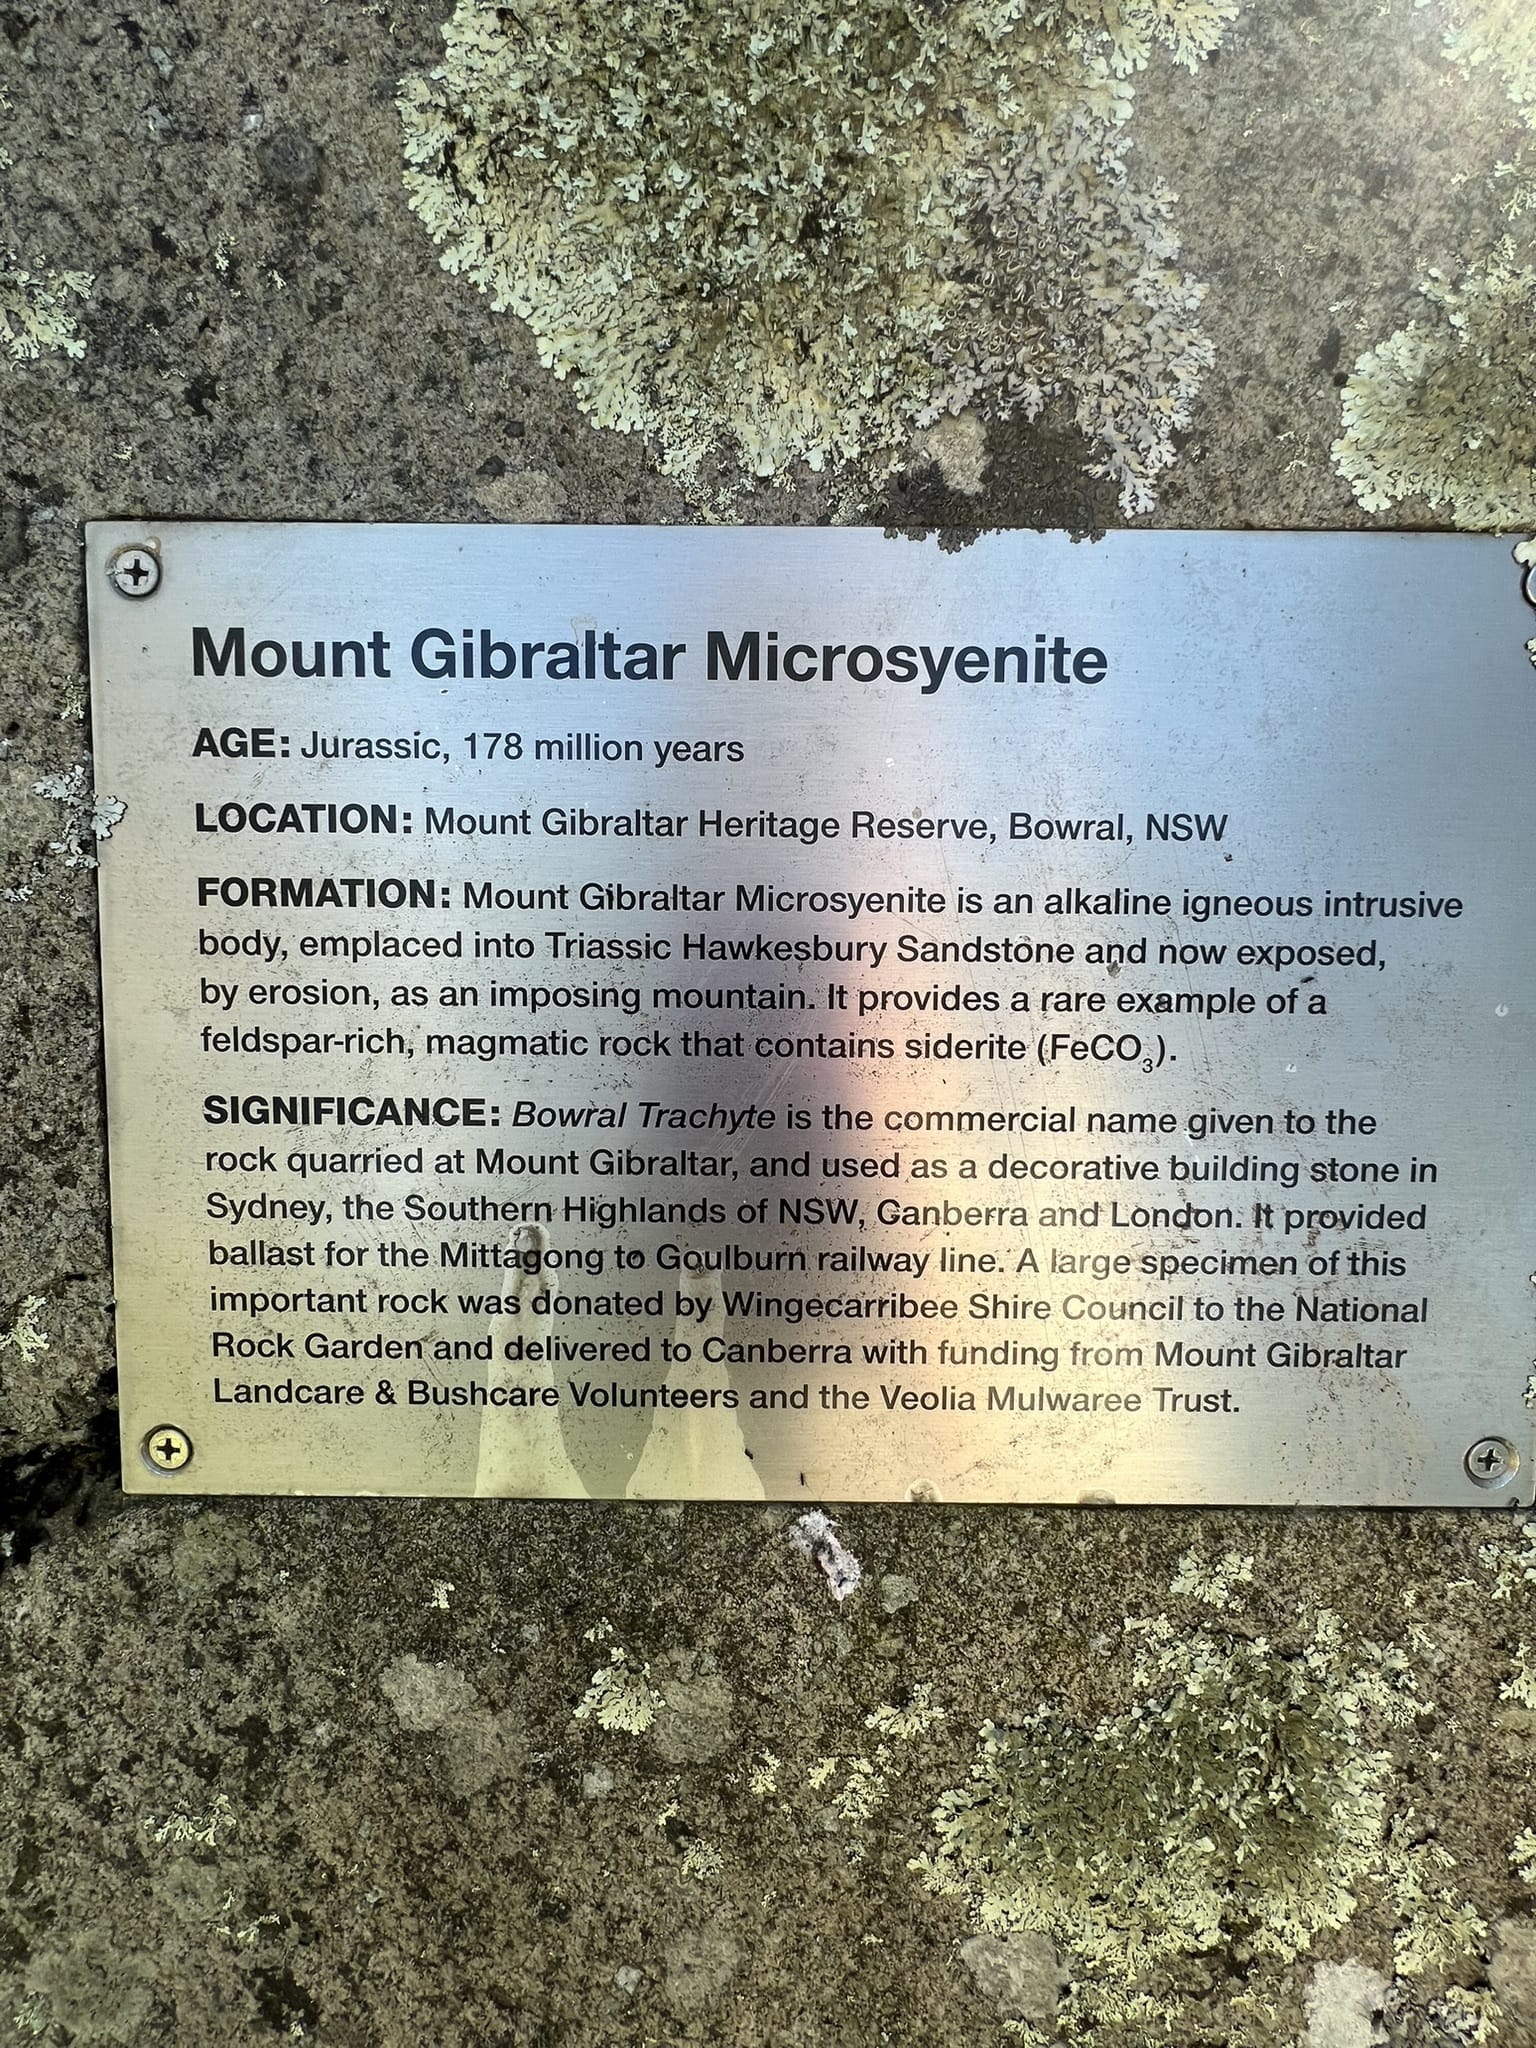 Mount Gibraltar Microsyenite
AGE: Jurassic, 178 million years
LOCATION: Mount Gibraltar Heritage Reserve, Bowral, NSW
FORMATION: Mount Gibraltar Microsyenite is an alkaline igneous intrusive
body, emplaced into Triassic Hawkesbury Sandstone and now exposed,
by erosion, as an imposing mountain. It provides a rare example of a
feldspar-rich, magmatic rock that contains siderite (FeCO₃).
SIGNIFICANCE: Bowral Trachyte is the commercial name given to the
rock quarried at Mount Gibraltar, and used as a decorative building stone in
Sydney, the Southern Highlands of NSW, Canberra and London. It provided
ballast for the Mittagong to Goulburn railway line. A large specimen of this
important rock was donated by Wingecarribee Shire Council to the National
Rock Garden and delivered to Canberra with funding from Mount Gibraltar
Landcare & Bushcare Volunteers and the Veolia Mulwaree Trust.